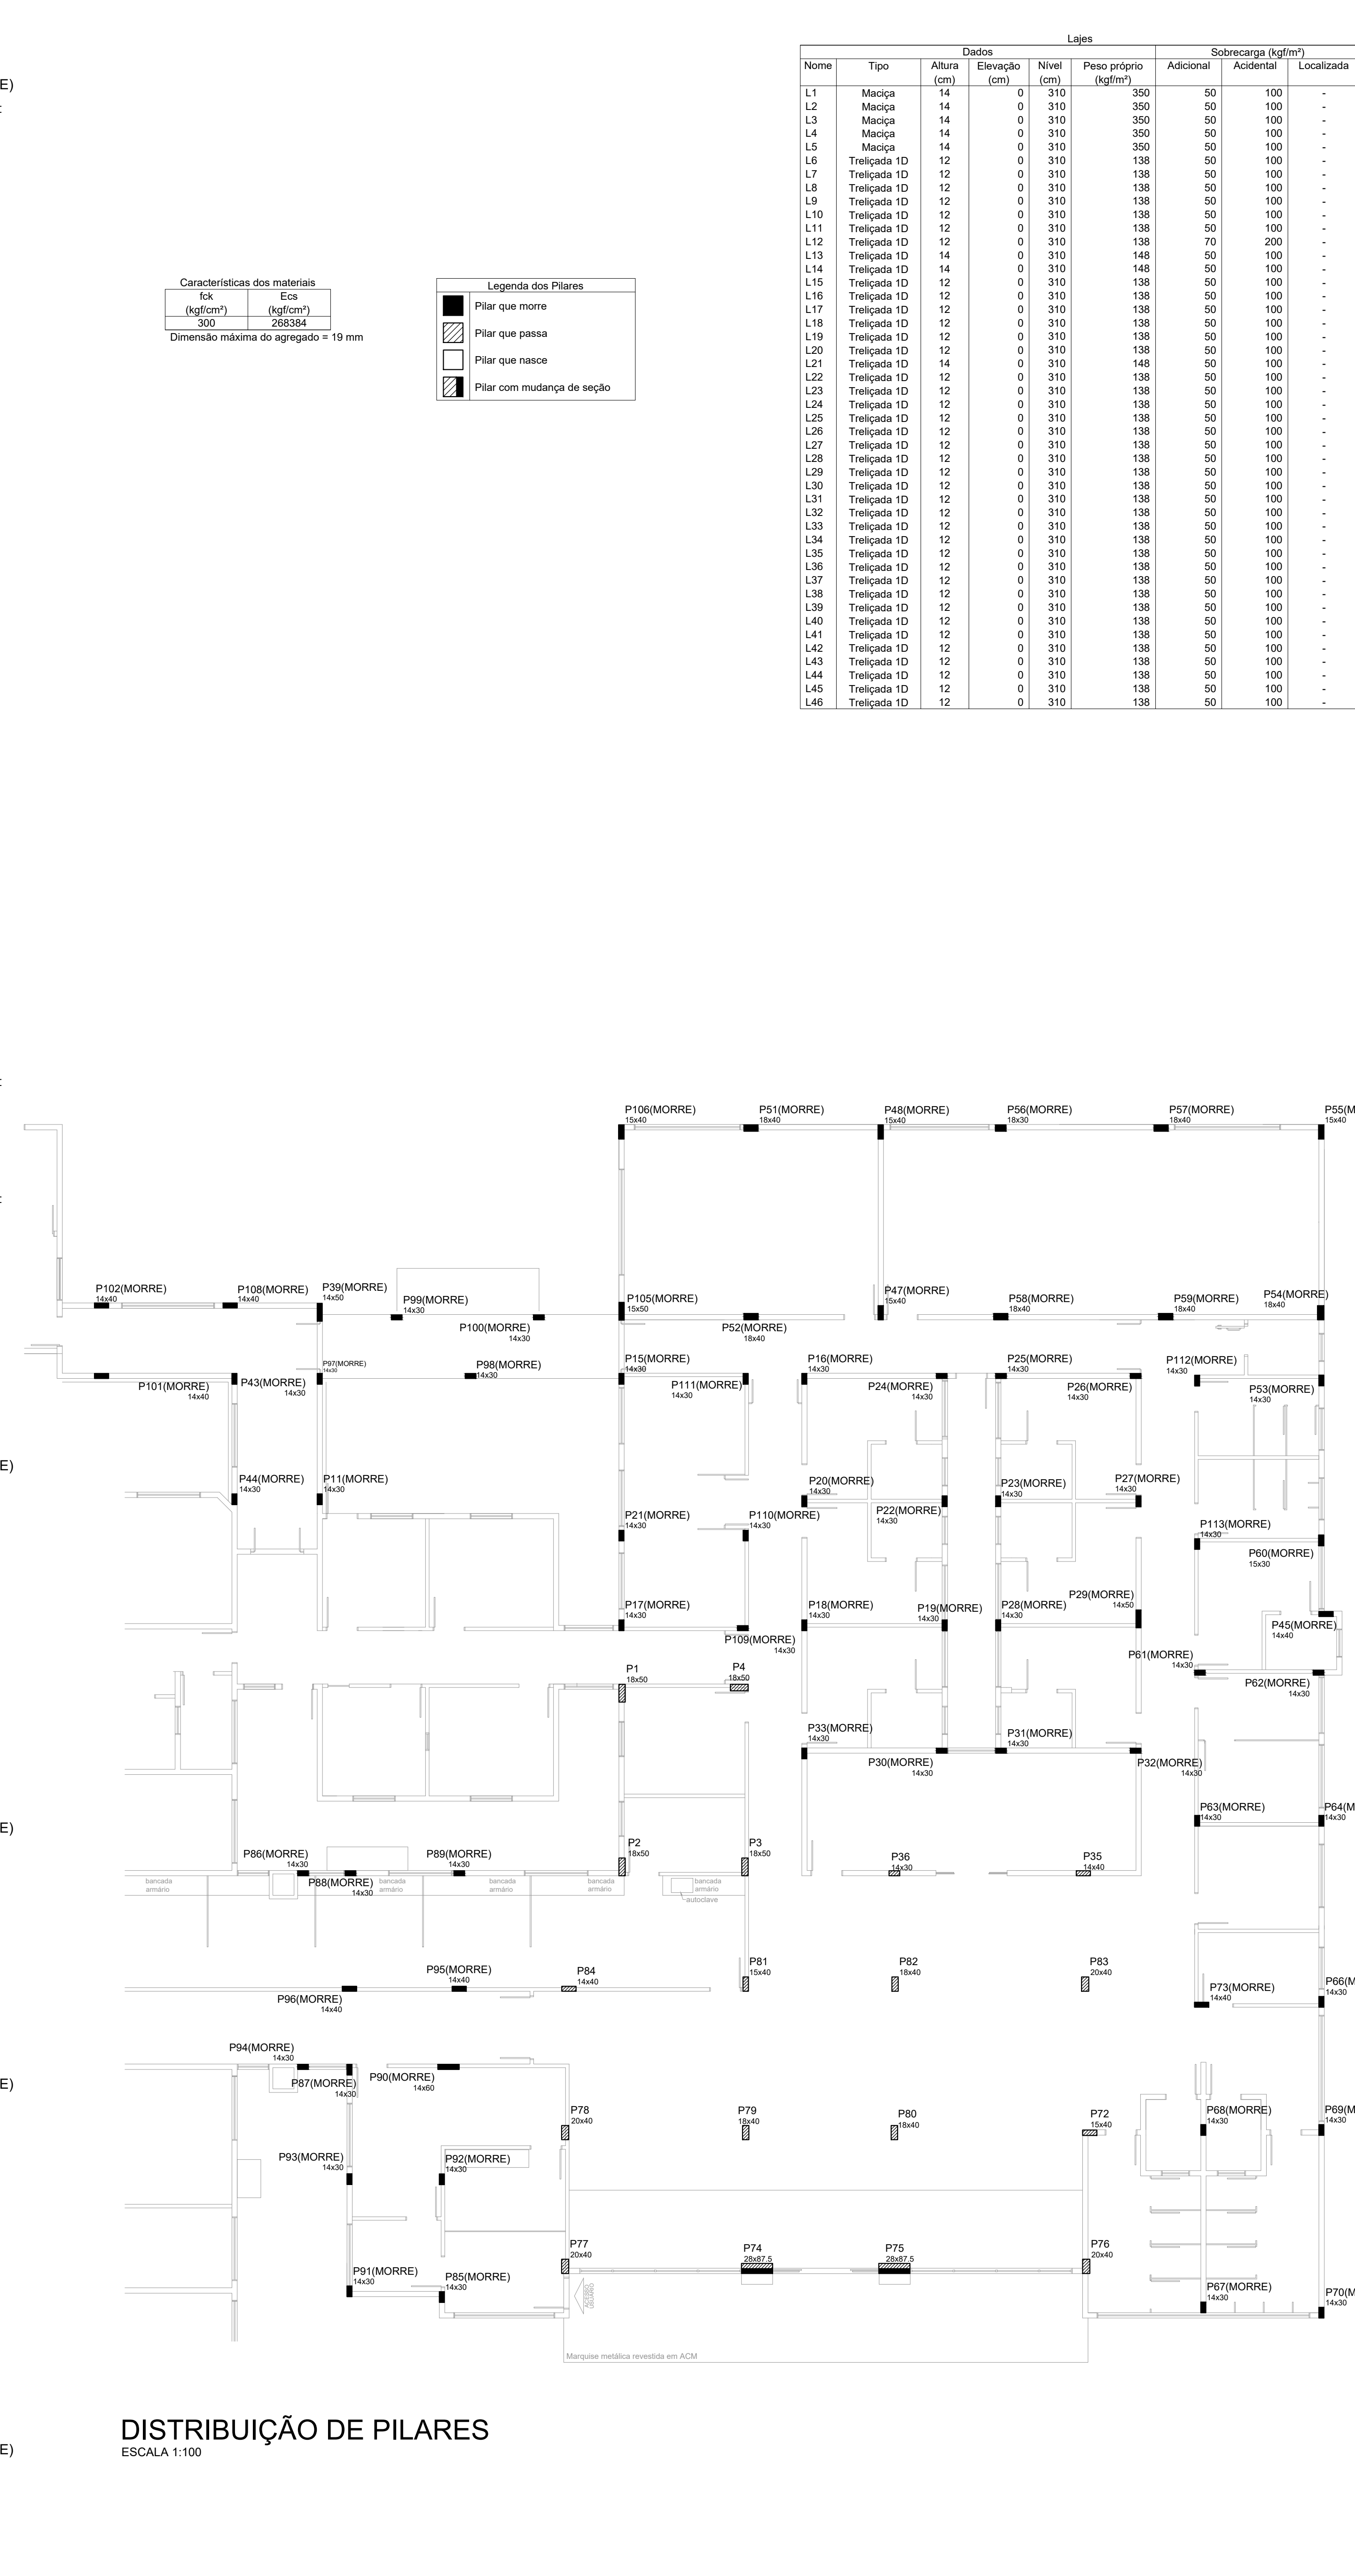 Lajes
Dados Sobrecarga (kgf/m²)
Nome Tipo Altura Elevação Nível Peso próprio Adicional Acidental Localizada
(cm) (cm) (cm) (kgf/m²)
L1 Maciça 14 0 310 350 50 100 -
L2 Maciça 14 0 310 350 50 100 -
L3 Maciça 14 0 310 350 50 100 -
L4 Maciça 14 0 310 350 50 100 -
L5 Maciça 14 0 310 350 50 100 -
L6 Treliçada 1D 12 0 310 138 50 100 -
L7 Treliçada 1D 12 0 310 138 50 100 -
L8 Treliçada 1D 12 0 310 138 50 100 -
L9 Treliçada 1D 12 0 310 138 50 100 -
L10 Treliçada 1D 12 0 310 138 50 100 -
L11 Treliçada 1D 12 0 310 138 50 100 -
L12 Treliçada 1D 12 0 310 138 70 200 -
L13 Treliçada 1D 14 0 310 148 50 100 -
L14 Treliçada 1D 14 0 310 148 50 100 -
L15 Treliçada 1D 12 0 310 138 50 100 -
L16 Treliçada 1D 12 0 310 138 50 100 -
L17 Treliçada 1D 12 0 310 138 50 100 -
L18 Treliçada 1D 12 0 310 138 50 100 -
L19 Treliçada 1D 12 0 310 138 50 100 -
L20 Treliçada 1D 12 0 310 138 50 100 -
L21 Treliçada 1D 14 0 310 148 50 100 -
L22 Treliçada 1D 12 0 310 138 50 100 -
L23 Treliçada 1D 12 0 310 138 50 100 -
L24 Treliçada 1D 12 0 310 138 50 100 -
L25 Treliçada 1D 12 0 310 138 50 100 -
L26 Treliçada 1D 12 0 310 138 50 100 -
L27 Treliçada 1D 12 0 310 138 50 100 -
L28 Treliçada 1D 12 0 310 138 50 100 -
L29 Treliçada 1D 12 0 310 138 50 100 -
L30 Treliçada 1D 12 0 310 138 50 100 -
L31 Treliçada 1D 12 0 310 138 50 100 -
L32 Treliçada 1D 12 0 310 138 50 100 -
L33 Treliçada 1D 12 0 310 138 50 100 -
L34 Treliçada 1D 12 0 310 138 50 100 -
L35 Treliçada 1D 12 0 310 138 50 100 -
L36 Treliçada 1D 12 0 310 138 50 100 -
L37 Treliçada 1D 12 0 310 138 50 100 -
L38 Treliçada 1D 12 0 310 138 50 100 -
L39 Treliçada 1D 12 0 310 138 50 100 -
L40 Treliçada 1D 12 0 310 138 50 100 -
L41 Treliçada 1D 12 0 310 138 50 100 -
L42 Treliçada 1D 12 0 310 138 50 100 -
L43 Treliçada 1D 12 0 310 138 50 100 -
L44 Treliçada 1D 12 0 310 138 50 100 -
L45 Treliçada 1D 12 0 310 138 50 100 -
L46 Treliçada 1D 12 0 310 138 50 100 -
Características dos materiais
fck Ecs
(kgf/cm²) (kgf/cm²)
300 268384
Dimensão máxima do agregado = 19 mm
Legenda dos Pilares
Pilar que morre
Pilar que passa
Pilar que nasce
Pilar com mudança de seção
E)
E)
E)
E)
E)
P106(MORRE)
15x40
P51(MORRE)
18x40
P48(MORRE)
15x40
P56(MORRE)
18x30
P57(MORRE)
18x40
P55(M
15x40
P102(MORRE)
14x40
P108(MORRE)
14x40
P39(MORRE)
14x50
P99(MORRE)
14x30
P100(MORRE)
14x30
P105(MORRE)
15x50
P52(MORRE)
18x40
P47(MORRE)
15x40
P58(MORRE)
18x40
P59(MORRE)
18x40
P54(MORRE)
18x40
P101(MORRE)
14x40
P43(MORRE)
14x30
P97(MORRE)
14x30
P98(MORRE)
14x30
P15(MORRE)
14x30
P111(MORRE)
14x30
P16(MORRE)
14x30
P24(MORRE)
14x30
P25(MORRE)
14x30
P26(MORRE)
14x30
P112(MORRE)
14x30
P53(MORRE)
14x30
P44(MORRE)
14x30
P11(MORRE)
14x30
P20(MORRE)
14x30
P23(MORRE)
14x30
P27(MORRE)
14x30
P21(MORRE)
14x30
P110(MORRE)
14x30
P22(MORRE)
14x30
P113(MORRE)
14x30
P60(MORRE)
15x30
P17(MORRE)
14x30
P109(MORRE)
14x30
P18(MORRE)
14x30
P19(MORRE)
14x30
P28(MORRE)
14x30
P29(MORRE)
14x50
P45(MORRE)
14x40
P61(MORRE)
14x30
P62(MORRE)
14x30
P1
18x50
P4
18x50
P33(MORRE)
14x30
P30(MORRE)
14x30
P31(MORRE)
14x30
P32(MORRE)
14x30
P63(MORRE)
14x30
P64(M
14x30
P86(MORRE)
14x30
P88(MORRE)
14x30
P89(MORRE)
14x30
P2
18x50
P3
18x50
P36
14x30
P35
14x40
bancada
armário
bancada
armário
bancada
armário
bancada
armário
bancada
armário
autoclave
P96(MORRE)
14x40
P95(MORRE)
14x40
P84
14x40
P81
15x40
P82
18x40
P83
20x40
P73(MORRE)
14x40
P66(M
14x30
P94(MORRE)
14x30
P87(MORRE)
14x30
P90(MORRE)
14x60
P78
20x40
P79
18x40
P80
18x40
P72
15x40
P68(MORRE)
14x30
P69(M
14x30
P93(MORRE)
14x30
P92(MORRE)
14x30
P91(MORRE)
14x30
P85(MORRE)
14x30
P77
20x40
P74
28x87.5
P75
28x87.5
P76
20x40
P67(MORRE)
14x30
P70(M
14x30
ACESSO
USUÁRIO
Marquise metálica revestida em ACM
DISTRIBUIÇÃO DE PILARES
ESCALA 1:100
E)